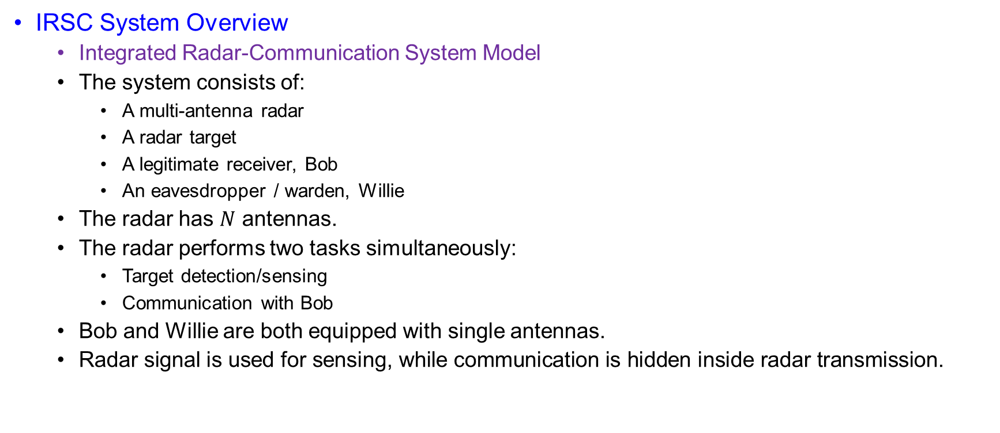 • IRSC System Overview
• Integrated Radar-Communication System Model
• The system consists of:
• A multi-antenna radar
• A radar target
• A legitimate receiver, Bob
• An eavesdropper / warden, Willie
• The radar has N antennas.
• The radar performs two tasks simultaneously:
• Target detection/sensing
• Communication with Bob
• Bob and Willie are both equipped with single antennas.
• Radar signal is used for sensing, while communication is hidden inside radar transmission.